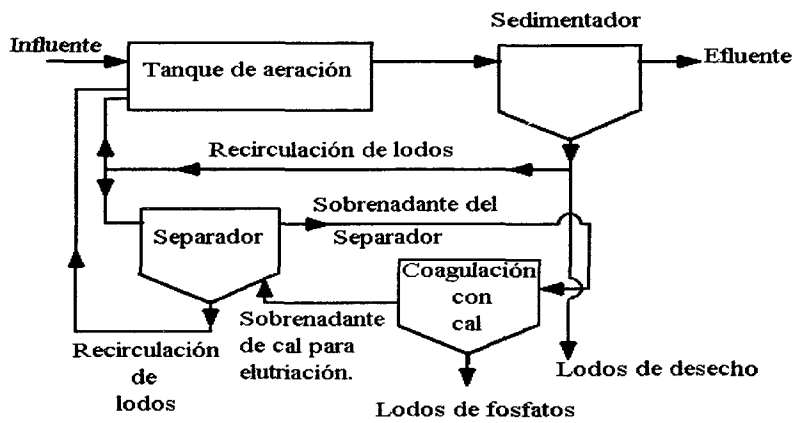 Sedimentador
Influente
Tanque de aeración
Efluente
Recirculación de lodos
Sobrenadante del
Separador
Separador
Coagulación
con
cal
Sobrenadante
de cal para
elutriación.
Recirculación
de
lodos
Lodos de desecho
Lodos de fosfatos